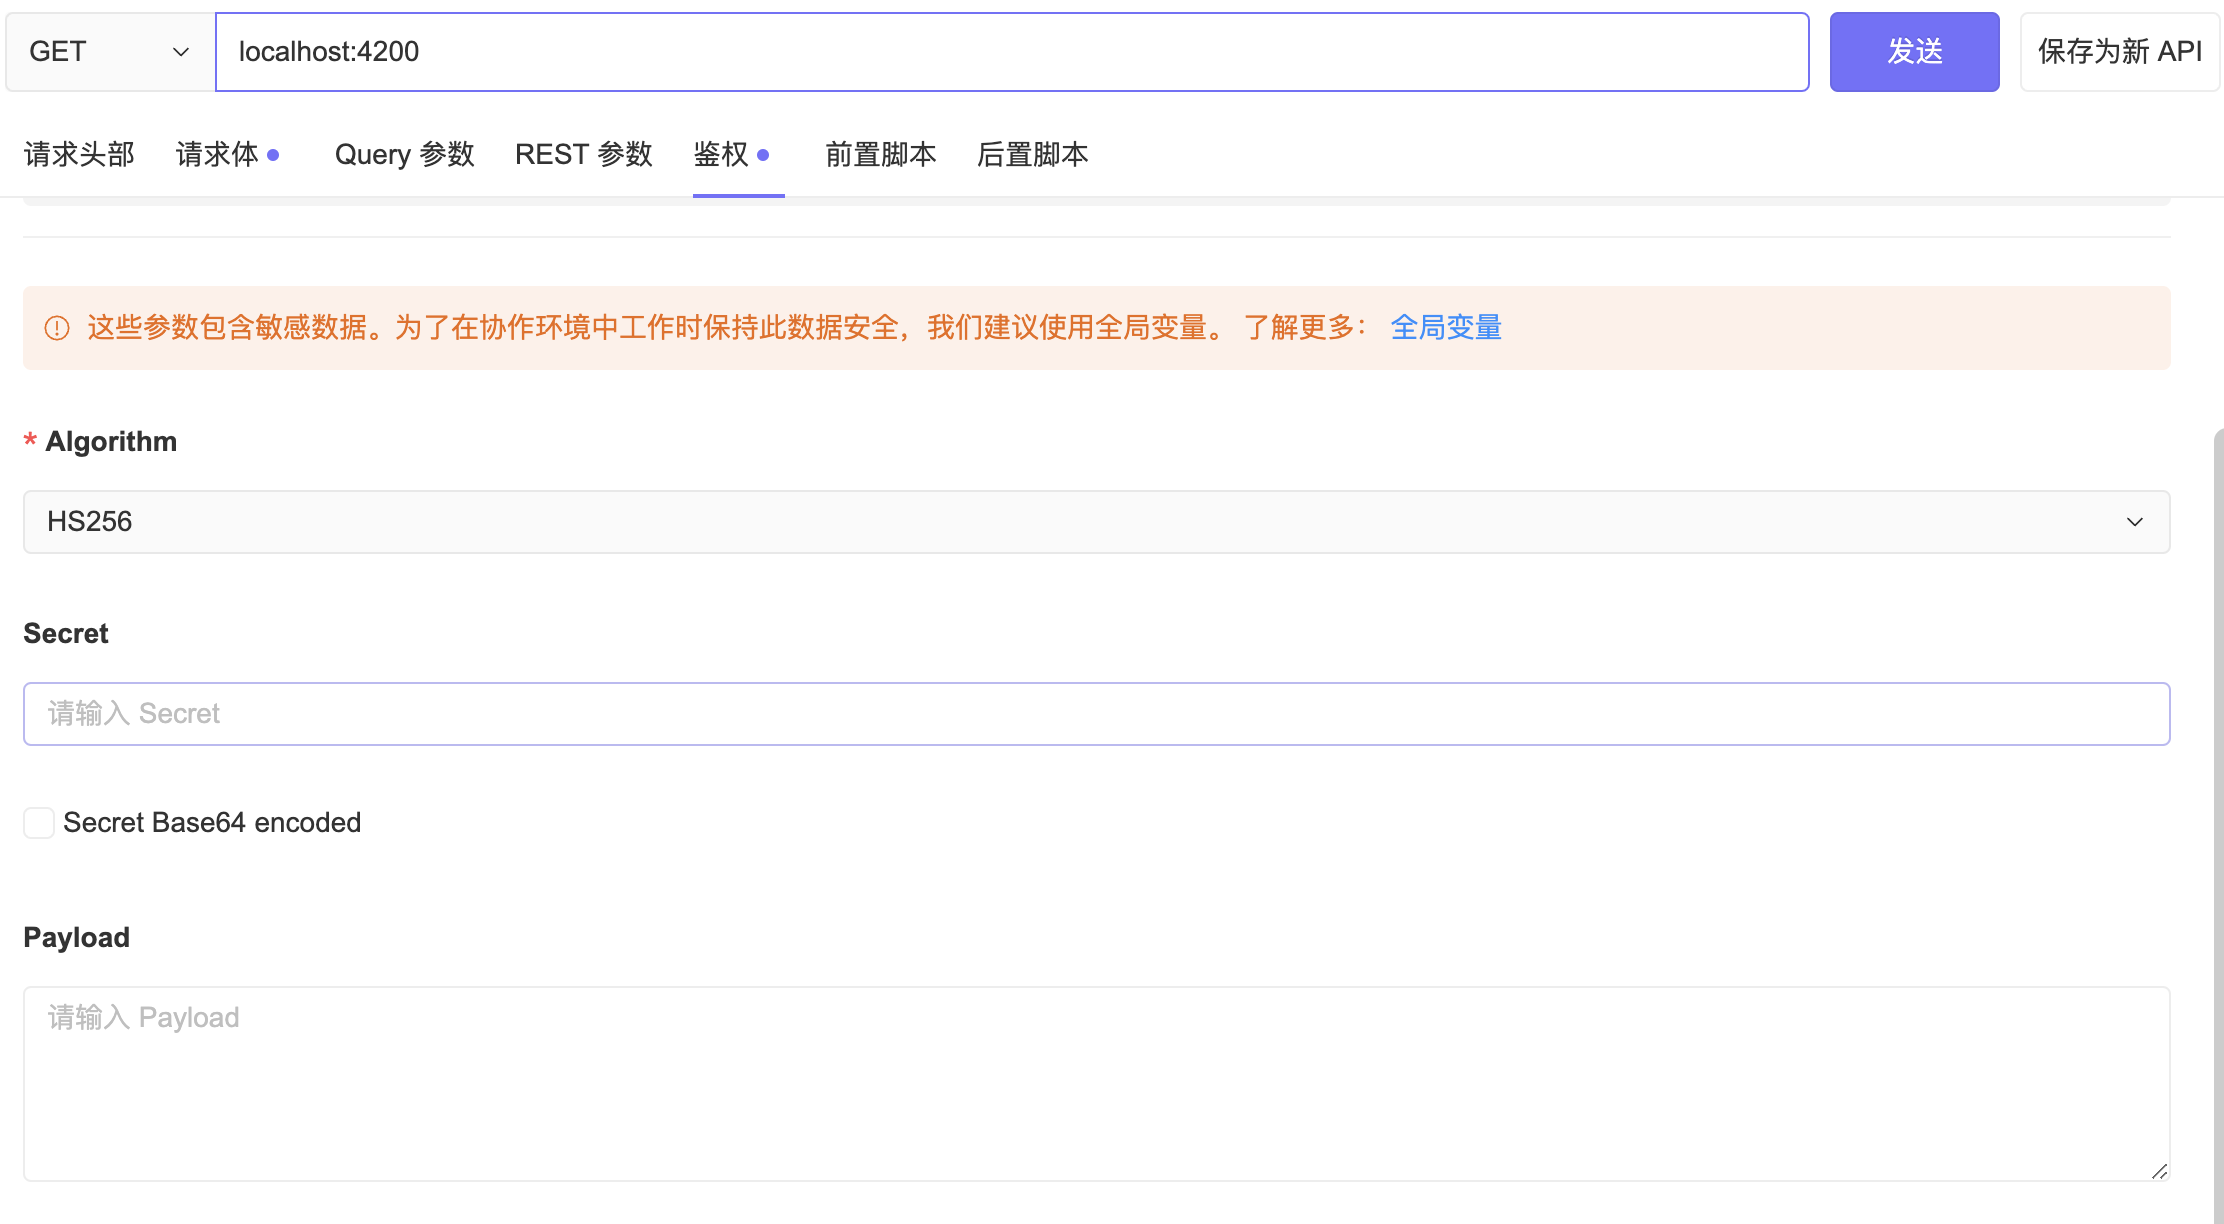 GET localhost:4200 发送 保存为新 API
请求头部 请求体 Query 参数 REST 参数 鉴权 前置脚本 后置脚本
这些参数包含敏感数据。为了在协作环境中工作时保持此数据安全，我们建议使用全局变量。 了解更多： 全局变量
* Algorithm
HS256
Secret
请输入 Secret
Secret Base64 encoded
Payload
请输入 Payload